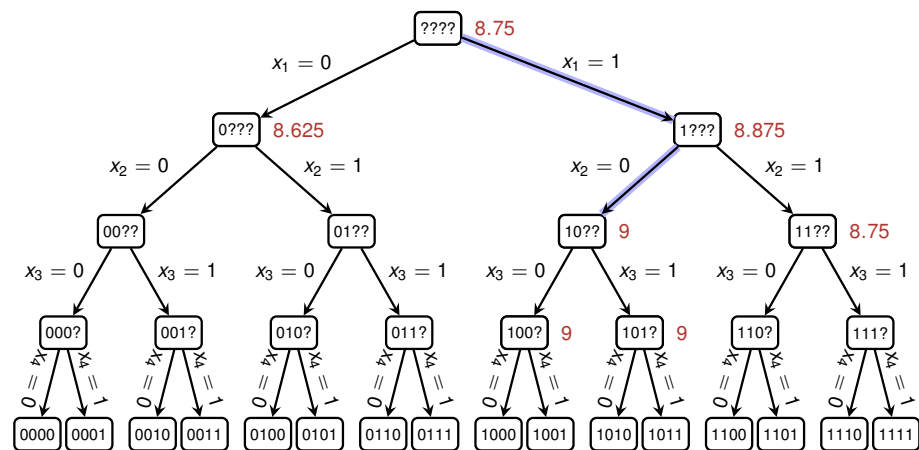 ???? 8.75
x₁ = 0 x₁ = 1
0??? 8.625 1??? 8.875
x₂ = 0 x₂ = 1 x₂ = 0 x₂ = 1
00?? 01?? 10?? 9 11?? 8.75
x₃ = 0 x₃ = 1 x₃ = 0 x₃ = 1 x₃ = 0 x₃ = 1 x₃ = 0 x₃ = 1
000? 001? 010? 011? 100? 9 101? 9 110? 111?
x₄ = 0 x₄ = 1 x₄ = 0 x₄ = 1 x₄ = 0 x₄ = 1 x₄ = 0 x₄ = 1 x₄ = 0 x₄ = 1 x₄ = 0 x₄ = 1 x₄ = 0 x₄ = 1 x₄ = 0 x₄ = 1
0000 0001 0010 0011 0100 0101 0110 0111 1000 1001 1010 1011 1100 1101 1110 1111